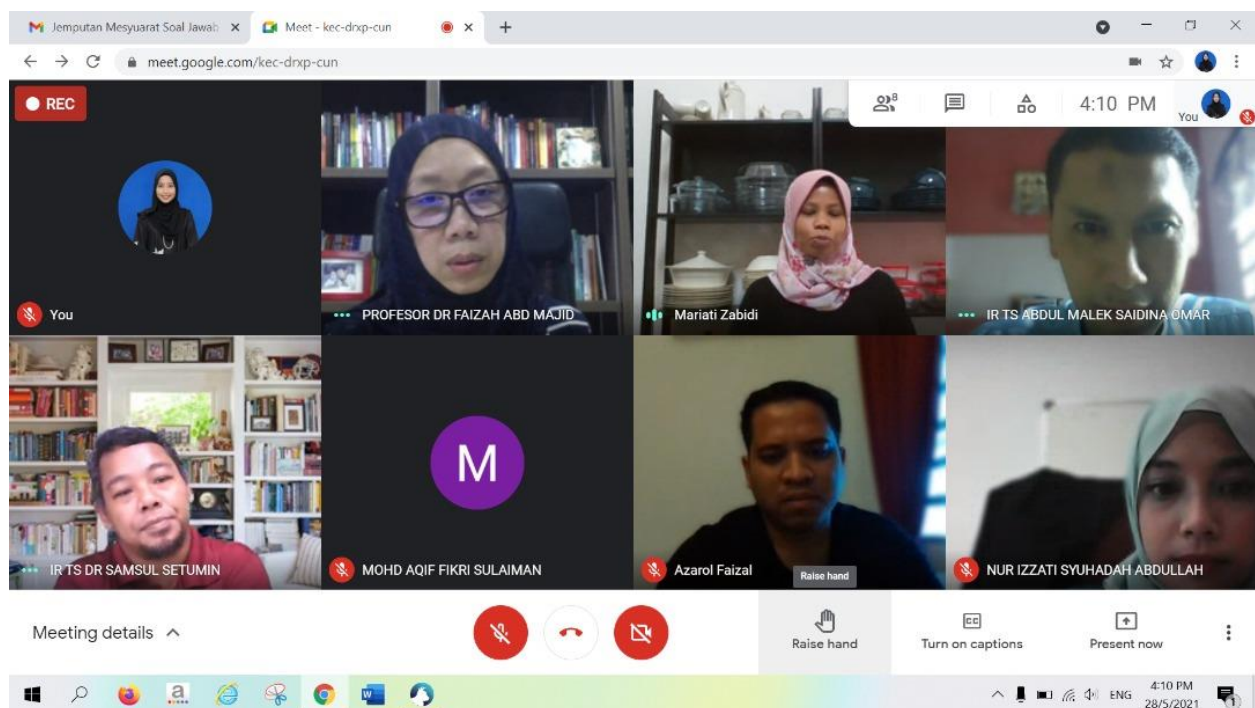 Jemputan Mesyuarat Soal Jawab
Meet - kec-drxp-cun
meet.google.com/kec-drxp-cun
REC
8
4:10 PM
You
You
PROFESOR DR FAIZAH ABD MAJID
Mariati Zabidi
IR TS ABDUL MALEK SAIDINA OMAR
IR TS DR SAMSUL SETUMIN
M
MOHD AQIF FIKRI SULAIMAN
Azarol Faizal
Raise hand
NUR IZZATI SYUHADAH ABDULLAH
Meeting details
Raise hand
CC
Turn on captions
Present now
a
W
ENG
4:10 PM
28/5/2021
1